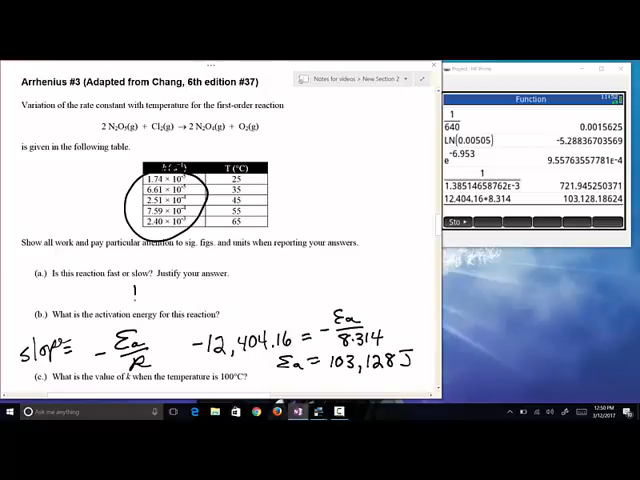 Notes for videos > New Section 2
Arrhenius #3 (Adapted from Chang, 6th edition #37)
Variation of the rate constant with temperature for the first-order reaction
2 N₂O₅(g) + Cl₂(g) → 2 N₂O₄(g) + O₂(g)
is given in the following table.
T (°C)
1.74 × 10⁻⁵ 25
6.61 × 10⁻⁵ 35
2.51 × 10⁻⁴ 45
7.59 × 10⁻⁴ 55
2.40 × 10⁻³ 65
Show all work and pay particular attention to sig. figs. and units when reporting your answers.
(a.) Is this reaction fast or slow? Justify your answer.
!
(b.) What is the activation energy for this reaction?
slope = - Ea/R -12,404.16 = - Ea/8.314
Ea = 103,128 J
(c.) What is the value of k when the temperature is 100°C?
Function
1/640 0.0015625
LN(0.00505) -5.28836703569
e^-6.953 9.55763557781E-4
1/1.38514658762E-3 721.945250371
12,404.16*8.314 103,128.18624
Sto ▸
Ask me anything
12:50 PM
3/12/2017